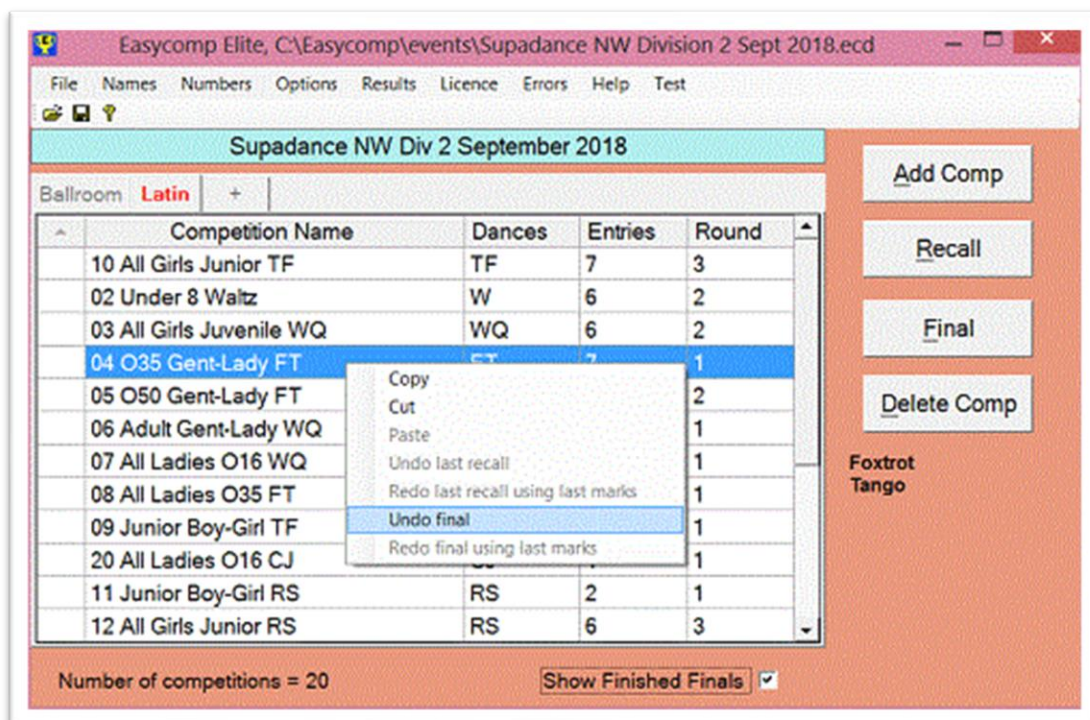 Easycomp Elite, C:\Easycomp\events\Supadance NW Division 2 Sept 2018.ecd
File Names Numbers Options Results Licence Errors Help Test
Supadance NW Div 2 September 2018
Ballroom Latin +
Competition Name Dances Entries Round
10 All Girls Junior TF TF 7 3
02 Under 8 Waltz W 6 2
03 All Girls Juvenile WQ WQ 6 2
04 O35 Gent-Lady FT FT 7 1
05 O50 Gent-Lady FT 2
06 Adult Gent-Lady WQ 1
07 All Ladies O16 WQ 1
08 All Ladies O35 FT 1
09 Junior Boy-Girl TF 1
20 All Ladies O16 CJ 1
11 Junior Boy-Girl RS RS 2 1
12 All Girls Junior RS RS 6 3
Copy
Cut
Paste
Undo last recall
Redo last recall using last marks
Undo final
Redo final using last marks
Add Comp
Recall
Final
Delete Comp
Foxtrot
Tango
Number of competitions = 20
Show Finished Finals